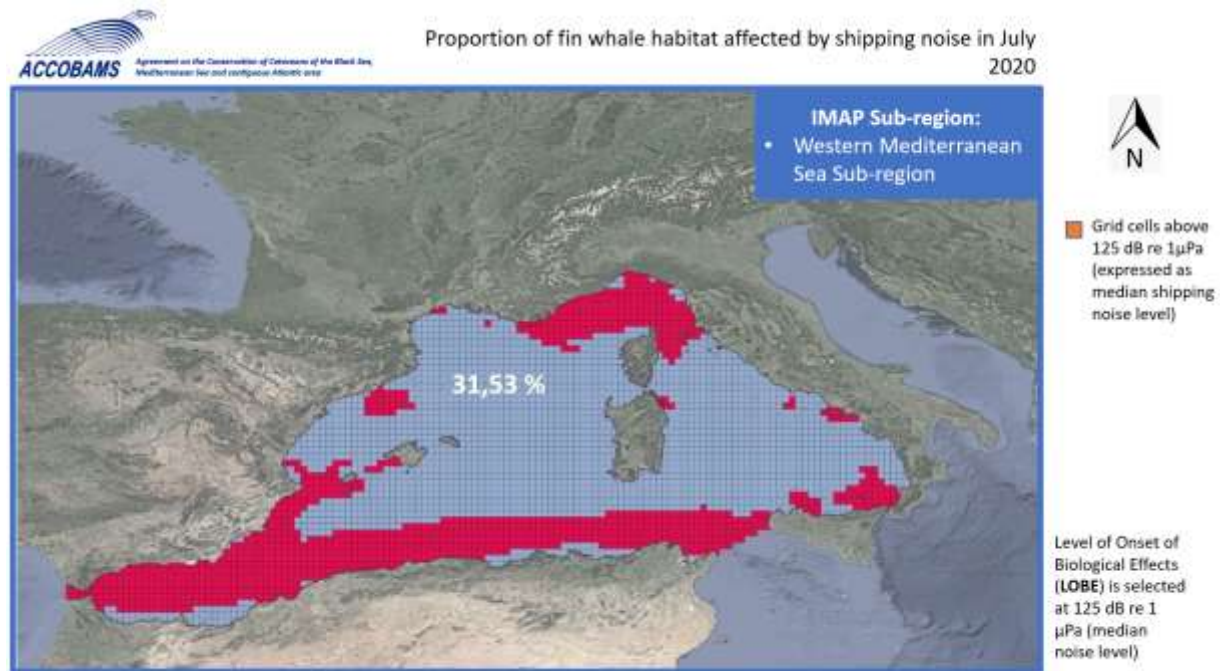 Proportion of fin whale habitat affected by shipping noise in July
2020
ACCOBAMS
Agreement on the Conservation of Cetaceans of the Black Sea,
Mediterranean Sea and contiguous Atlantic area
IMAP Sub-region:
• Western Mediterranean
Sea Sub-region
N
Grid cells above
125 dB re 1µPa
(expressed as
median shipping
noise level)
31,53 %
Level of Onset of
Biological Effects
(LOBE) is selected
at 125 dB re 1
µPa (median
noise level)